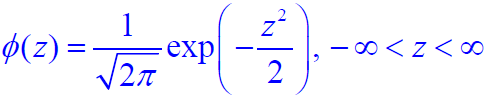 ϕ(z) = 1/√(2π) exp(−z²/2), −∞ < z < ∞